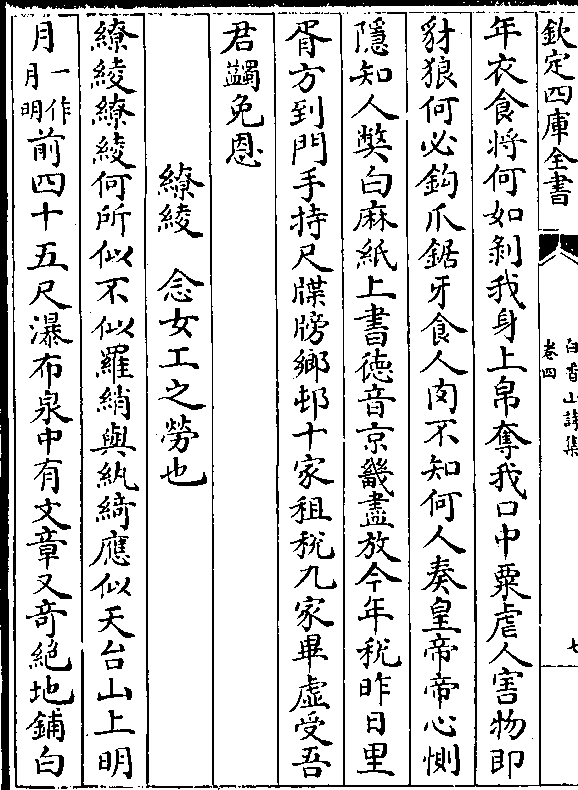 欽定四庫全書
白香山詩集
卷四
七
年衣食將何如剥我身上帛奪我口中粟虐人害物即
豺狼何必鈎爪鋸牙食人肉不知何人奏皇帝帝心惻
隱知人弊白麻紙上書徳音京畿盡放今年稅昨日里
胥方到門手持尺牒牓鄉邨十家租稅九家畢虛受吾
君蠲免恩
繚綾　念女工之勞也
繚綾繚綾何所似不似羅綃與紈綺應似天台山上明
月一作月明前四十五尺瀑布泉中有文章又竒絶地鋪白